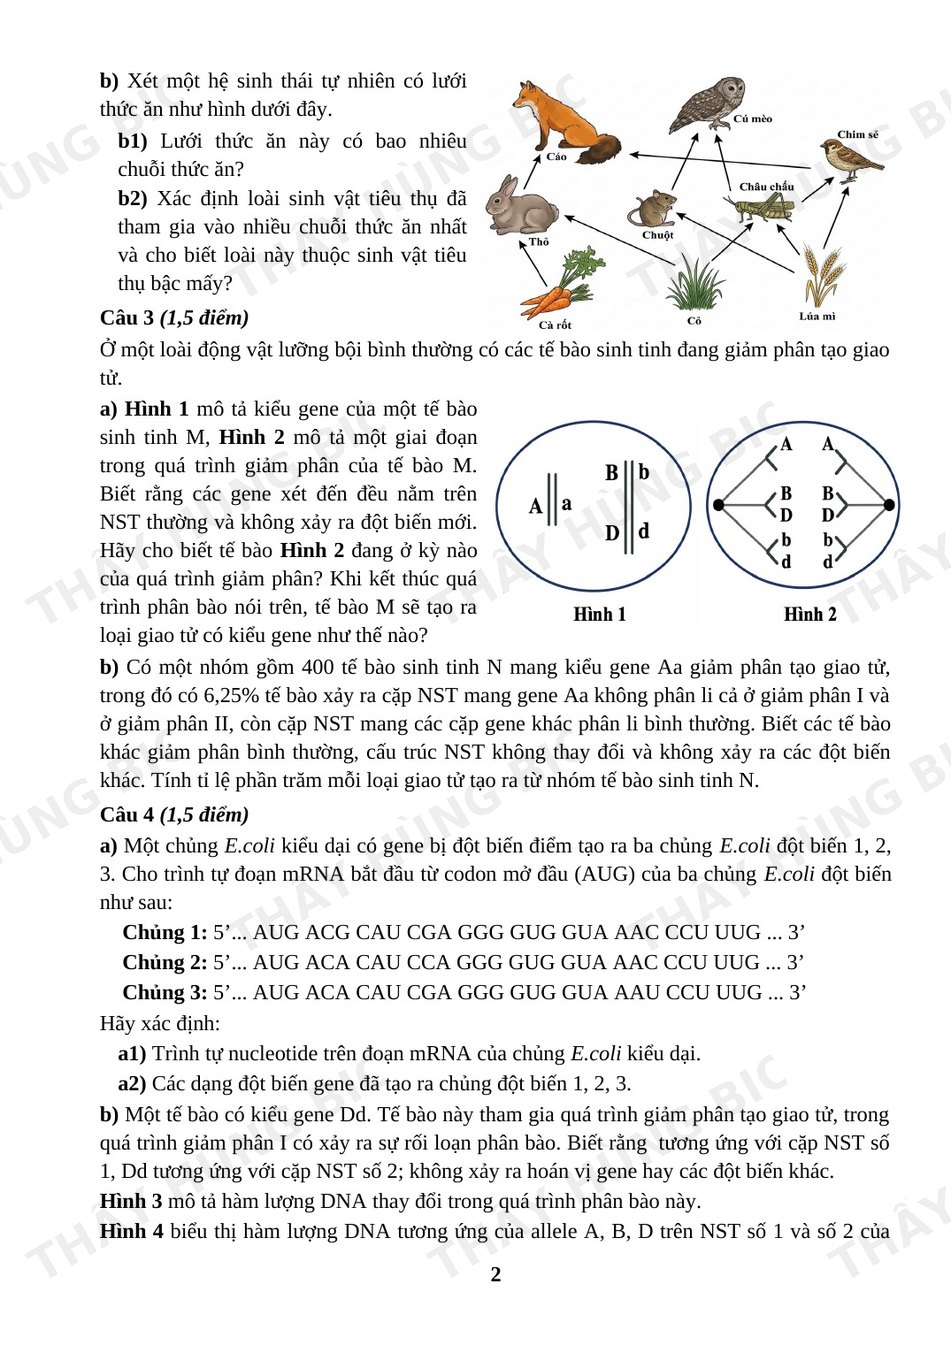 b) Xét một hệ sinh thái tự nhiên có lưới
thức ăn như hình dưới đây.
b1) Lưới thức ăn này có bao nhiêu
chuỗi thức ăn?
b2) Xác định loài sinh vật tiêu thụ đã
tham gia vào nhiều chuỗi thức ăn nhất
và cho biết loài này thuộc sinh vật tiêu
thụ bậc mấy?
Cáo
Cú mèo
Chim sẻ
Châu chấu
Thỏ
Chuột
Cà rốt
Cỏ
Lúa mì
Câu 3 (1,5 điểm)
Ở một loài động vật lưỡng bội bình thường có các tế bào sinh tinh đang giảm phân tạo giao
tử.
a) Hình 1 mô tả kiểu gene của một tế bào
sinh tinh M, Hình 2 mô tả một giai đoạn
trong quá trình giảm phân của tế bào M.
Biết rằng các gene xét đến đều nằm trên
NST thường và không xảy ra đột biến mới.
Hãy cho biết tế bào Hình 2 đang ở kỳ nào
của quá trình giảm phân? Khi kết thúc quá
trình phân bào nói trên, tế bào M sẽ tạo ra
loại giao tử có kiểu gene như thế nào?
A a B b D d
Hình 1
A A
B B
D D
b b
d d
Hình 2
b) Có một nhóm gồm 400 tế bào sinh tinh N mang kiểu gene Aa giảm phân tạo giao tử,
trong đó có 6,25% tế bào xảy ra cặp NST mang gene Aa không phân li cả ở giảm phân I và
ở giảm phân II, còn cặp NST mang các cặp gene khác phân li bình thường. Biết các tế bào
khác giảm phân bình thường, cấu trúc NST không thay đổi và không xảy ra các đột biến
khác. Tính tỉ lệ phần trăm mỗi loại giao tử tạo ra từ nhóm tế bào sinh tinh N.
Câu 4 (1,5 điểm)
a) Một chủng E.coli kiểu dại có gene bị đột biến điểm tạo ra ba chủng E.coli đột biến 1, 2,
3. Cho trình tự đoạn mRNA bắt đầu từ codon mở đầu (AUG) của ba chủng E.coli đột biến
như sau:
Chủng 1: 5’... AUG ACG CAU CGA GGG GUG GUA AAC CCU UUG ... 3’
Chủng 2: 5’... AUG ACA CAU CCA GGG GUG GUA AAC CCU UUG ... 3’
Chủng 3: 5’... AUG ACA CAU CGA GGG GUG GUA AAU CCU UUG ... 3’
Hãy xác định:
a1) Trình tự nucleotide trên đoạn mRNA của chủng E.coli kiểu dại.
a2) Các dạng đột biến gene đã tạo ra chủng đột biến 1, 2, 3.
b) Một tế bào có kiểu gene Dd. Tế bào này tham gia quá trình giảm phân tạo giao tử, trong
quá trình giảm phân I có xảy ra sự rối loạn phân bào. Biết rằng tương ứng với cặp NST số
1, Dd tương ứng với cặp NST số 2; không xảy ra hoán vị gene hay các đột biến khác.
Hình 3 mô tả hàm lượng DNA thay đổi trong quá trình phân bào này.
Hình 4 biểu thị hàm lượng DNA tương ứng của allele A, B, D trên NST số 1 và số 2 của
2
THẦY HÙNG BIC